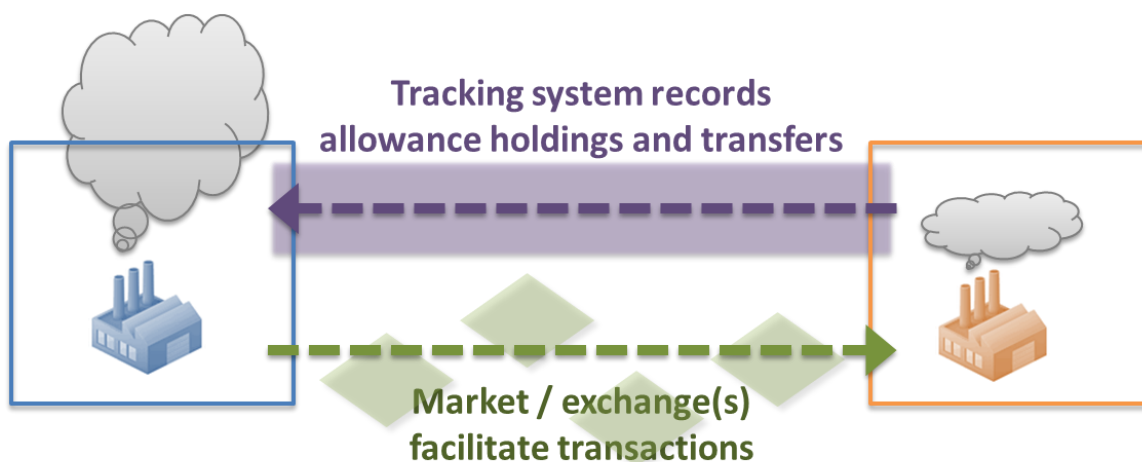 Tracking system records
allowance holdings and transfers
Market / exchange(s)
facilitate transactions